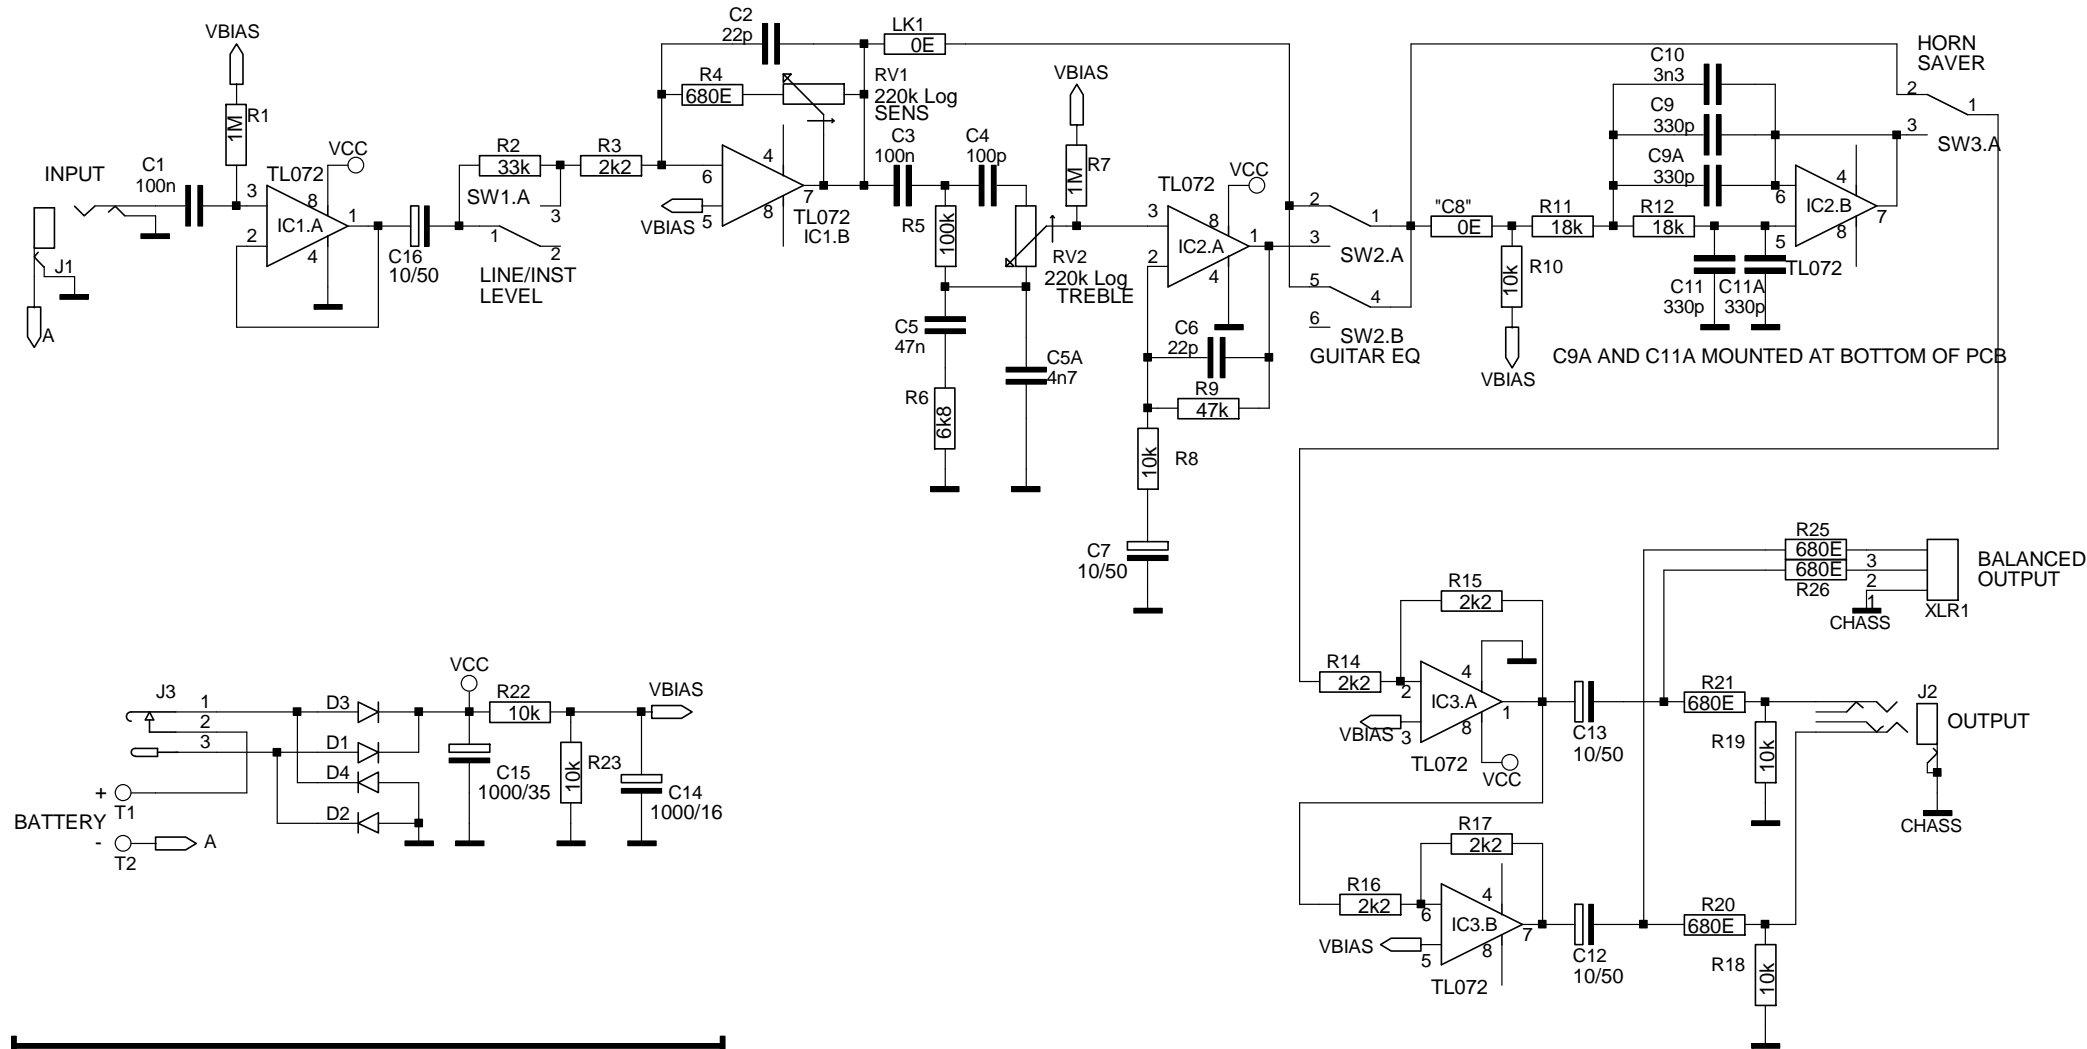 VBIAS
1M
R1
INPUT
C1
100n
J1
A
TL072
VCC
3
8
IC1.A
1
2
4
C16
10/50
R2
33k
SW1.A
3
1
2
LINE/INST
LEVEL
R3
2k2
C2
22p
LK1
0E
R4
680E
RV1
220k Log
SENS
6
4
7
8
VBIAS
5
TL072
IC1.B
C3
100n
C4
100p
R5
100k
C5
47n
R6
6k8
C5A
4n7
RV2
220k Log
TREBLE
VBIAS
1M
R7
TL072
VCC
3
8
IC2.A
1
2
4
C6
22p
R9
47k
10k
R8
C7
10/50
2
1
3
SW2.A
5
4
6
SW2.B
GUITAR EQ
"C8"
0E
R10
10k
VBIAS
R11
18k
R12
18k
C10
3n3
C9
330p
C9A
330p
6
4
IC2.B
7
5
8
TL072
C11
330p
C11A
330p
C9A AND C11A MOUNTED AT BOTTOM OF PCB
HORN
SAVER
2
1
3
SW3.A
R25
680E
680E
R26
3
2
1
CHASS
XLR1
BALANCED
OUTPUT
R15
2k2
R14
2k2
2
4
IC3.A
1
VBIAS
3
8
TL072
VCC
C13
10/50
R21
680E
R19
10k
J2
OUTPUT
CHASS
R17
2k2
R16
2k2
6
4
IC3.B
7
VBIAS
5
8
TL072
C12
10/50
R20
680E
R18
10k
J3
1
2
3
D3
D1
D4
D2
VCC
R22
10k
VBIAS
C15
1000/35
10k
R23
C14
1000/16
+
T1
BATTERY
-
T2
A